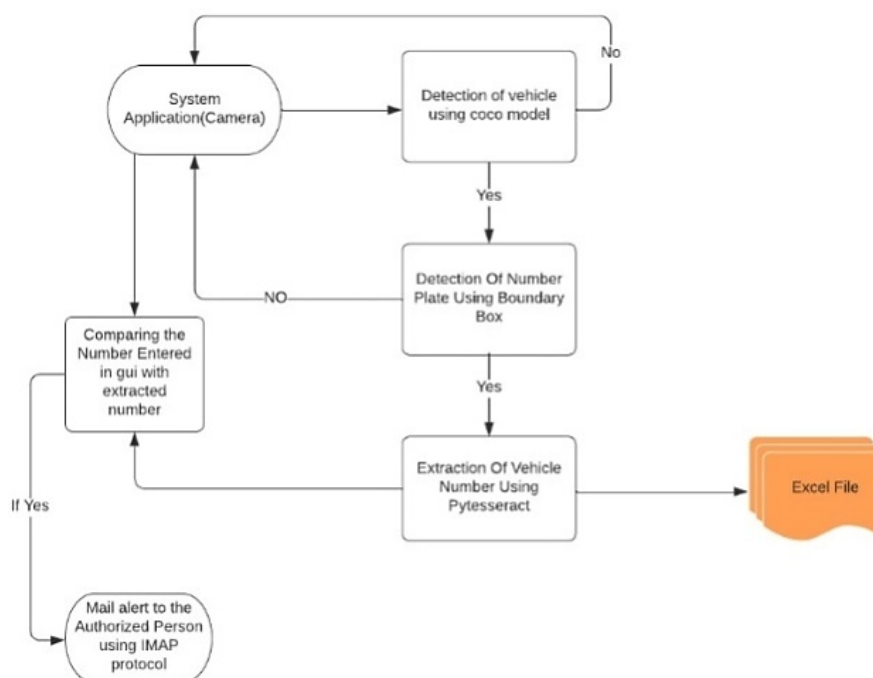 No
System
Application(Camera)
Detection of vehicle
using coco model
Yes
Detection Of Number
Plate Using Boundary
Box
NO
Comparing the
Number Entered
in gui with
extracted
number
Yes
Extraction Of Vehicle
Number Using
Pytesseract
Excel File
If Yes
Mail alert to the
Authorized Person
using IMAP
protocol